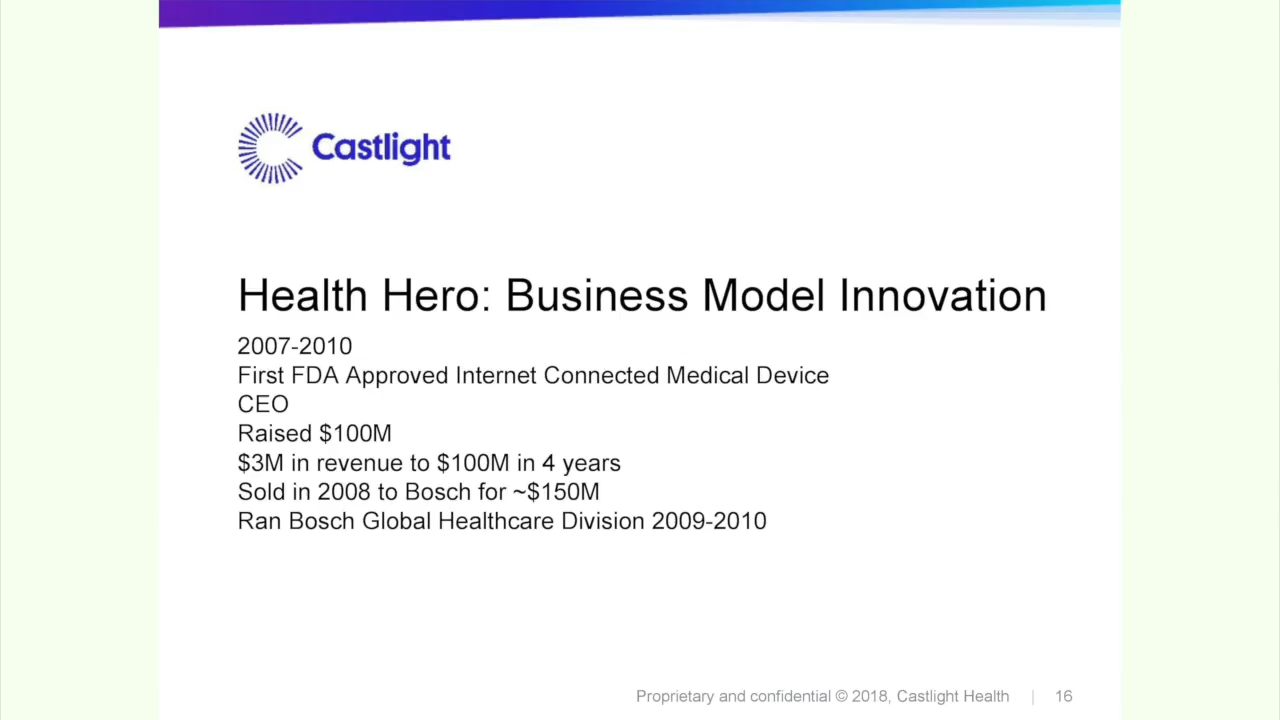 Castlight
Health Hero: Business Model Innovation
2007-2010
First FDA Approved Internet Connected Medical Device
CEO
Raised $100M
$3M in revenue to $100M in 4 years
Sold in 2008 to Bosch for ~$150M
Ran Bosch Global Healthcare Division 2009-2010
Proprietary and confidential © 2018, Castlight Health | 16